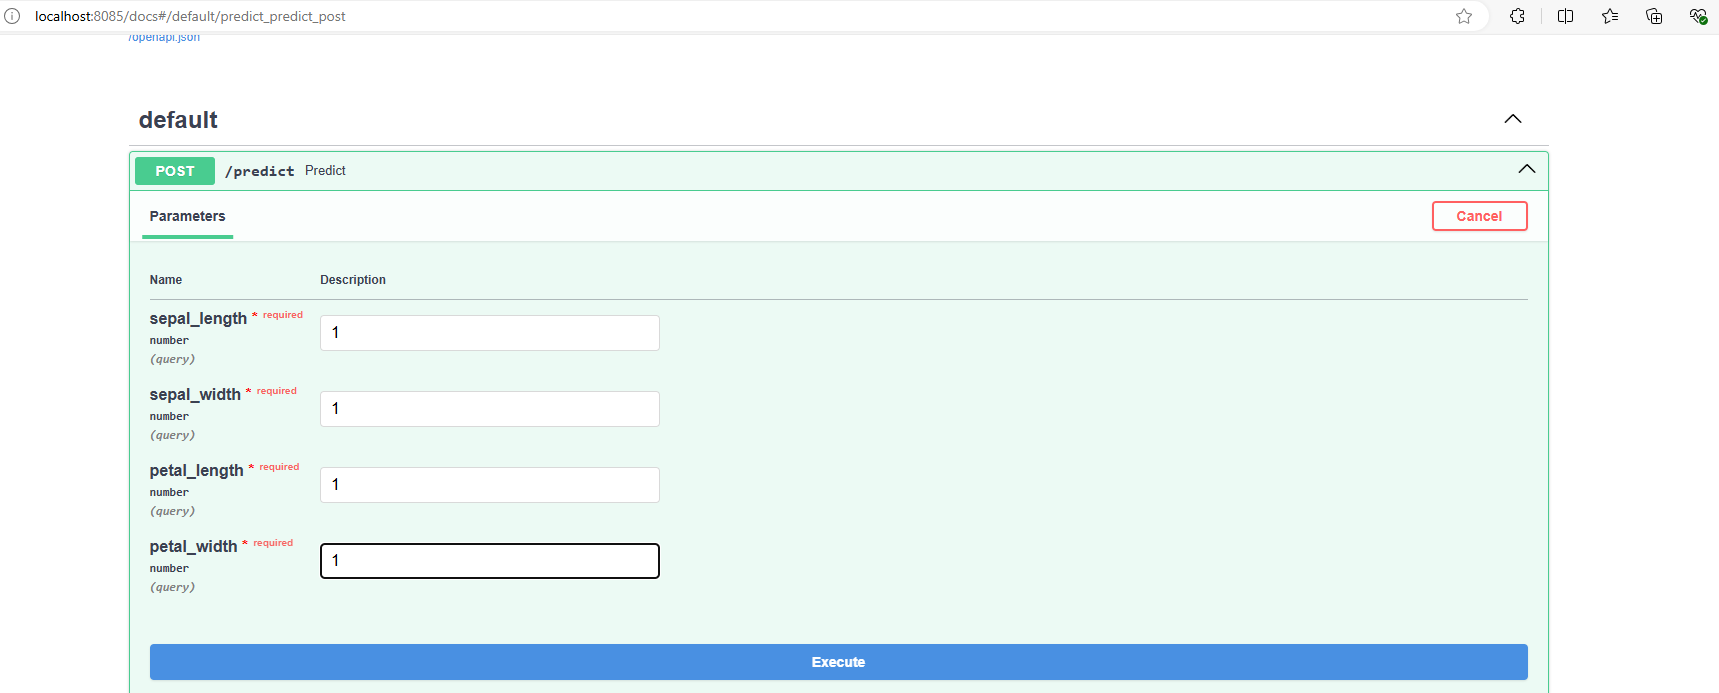 localhost:8085/docs#/default/predict_predict_post
/openapi.json
default
POST /predict Predict
Parameters Cancel
Name Description
sepal_length * required
number
(query)
1
sepal_width * required
number
(query)
1
petal_length * required
number
(query)
1
petal_width * required
number
(query)
1
Execute